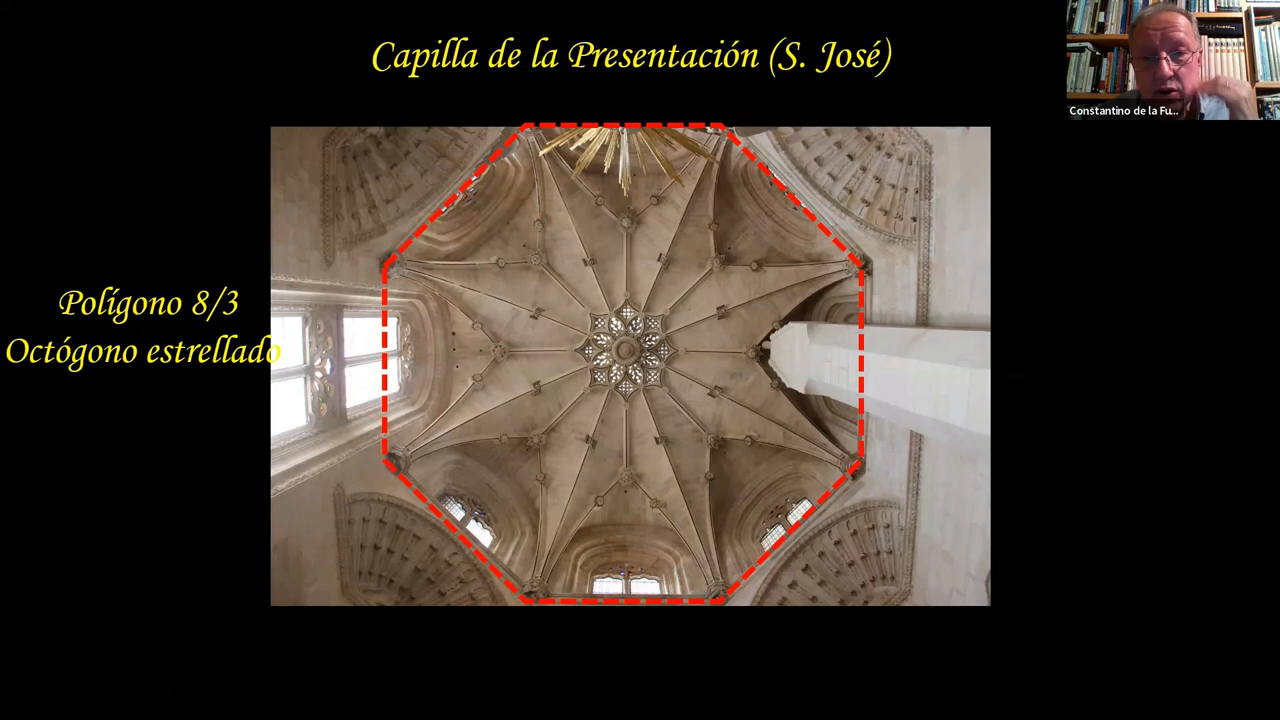 Capilla de la Presentación (S. José)
Constantino de la Fu...
Polígono 8/3
Octógono estrellado